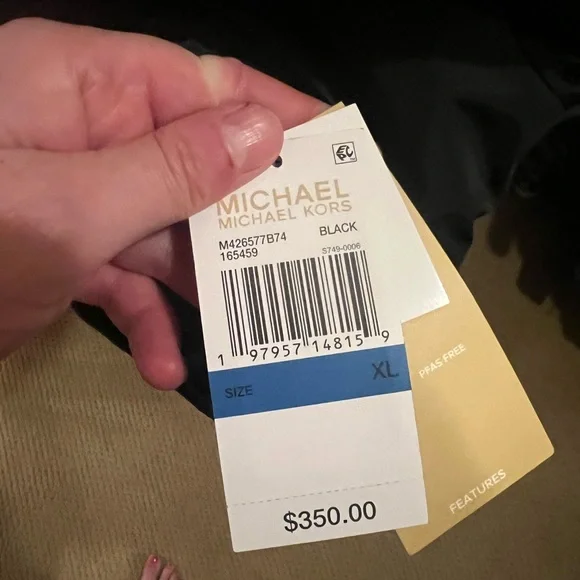 MICHAEL
MICHAEL KORS
M426577B74 BLACK
165459 S749-0006
1 97957 14815 9
SIZE XL
$350.00
PFAS FREE
FEATURES